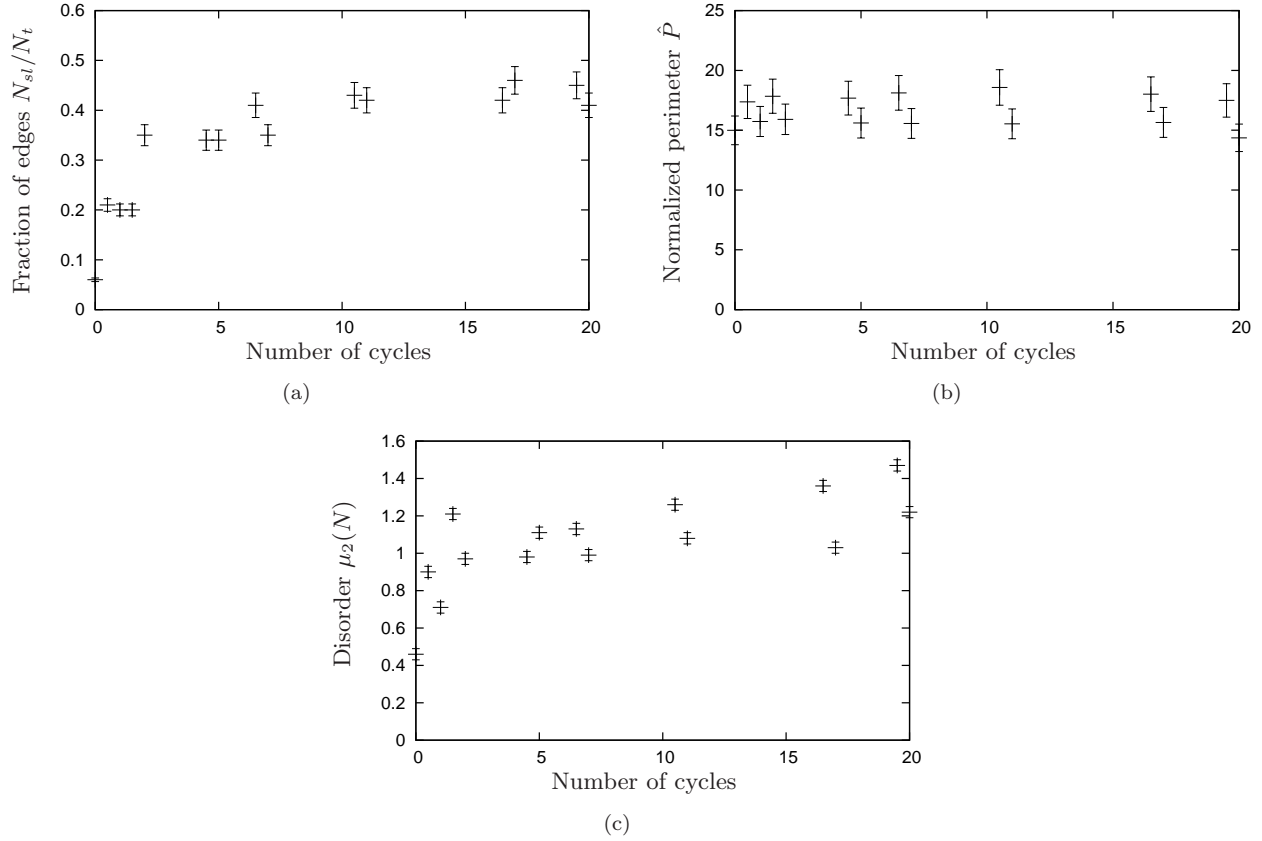 0.6
0.5
0.4
0.3
0.2
0.1
0
0 5 10 15 20
Fraction of edges N_{sl}/N_t
Number of cycles
(a)
25
20
15
10
5
0
0 5 10 15 20
Normalized perimeter P̂
Number of cycles
(b)
1.6
1.4
1.2
1
0.8
0.6
0.4
0.2
0
0 5 10 15 20
Disorder μ₂(N)
Number of cycles
(c)